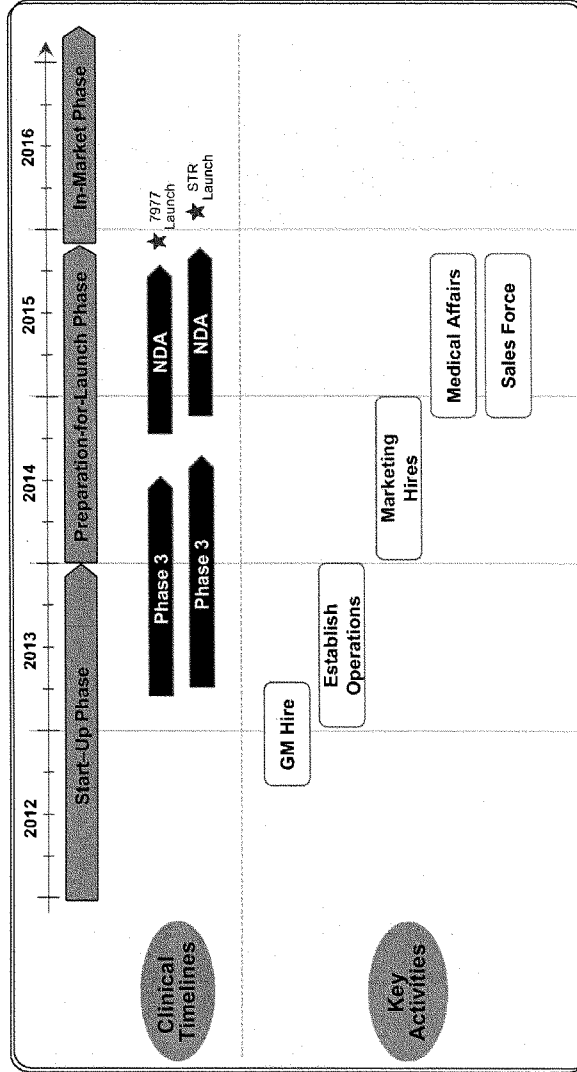 2012
2013
2014
2015
2016
Start–Up Phase
Preparation-for-Launch Phase
In-Market Phase
Clinical
Timelines
Phase 3
NDA
7977
Launch
Phase 3
NDA
STR
Launch
Key
Activities
GM Hire
Establish
Operations
Marketing
Hires
Medical Affairs
Sales Force